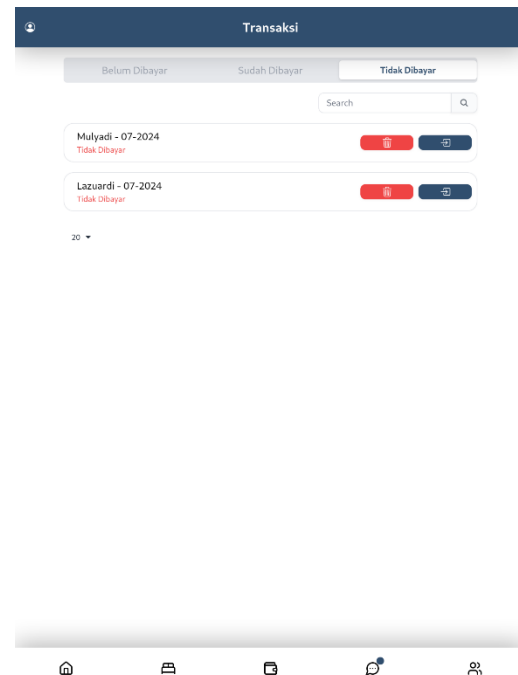 Transaksi
Belum Dibayar Sudah Dibayar Tidak Dibayar
Search
Mulyadi - 07-2024
Tidak Dibayar
Lazuardi - 07-2024
Tidak Dibayar
20